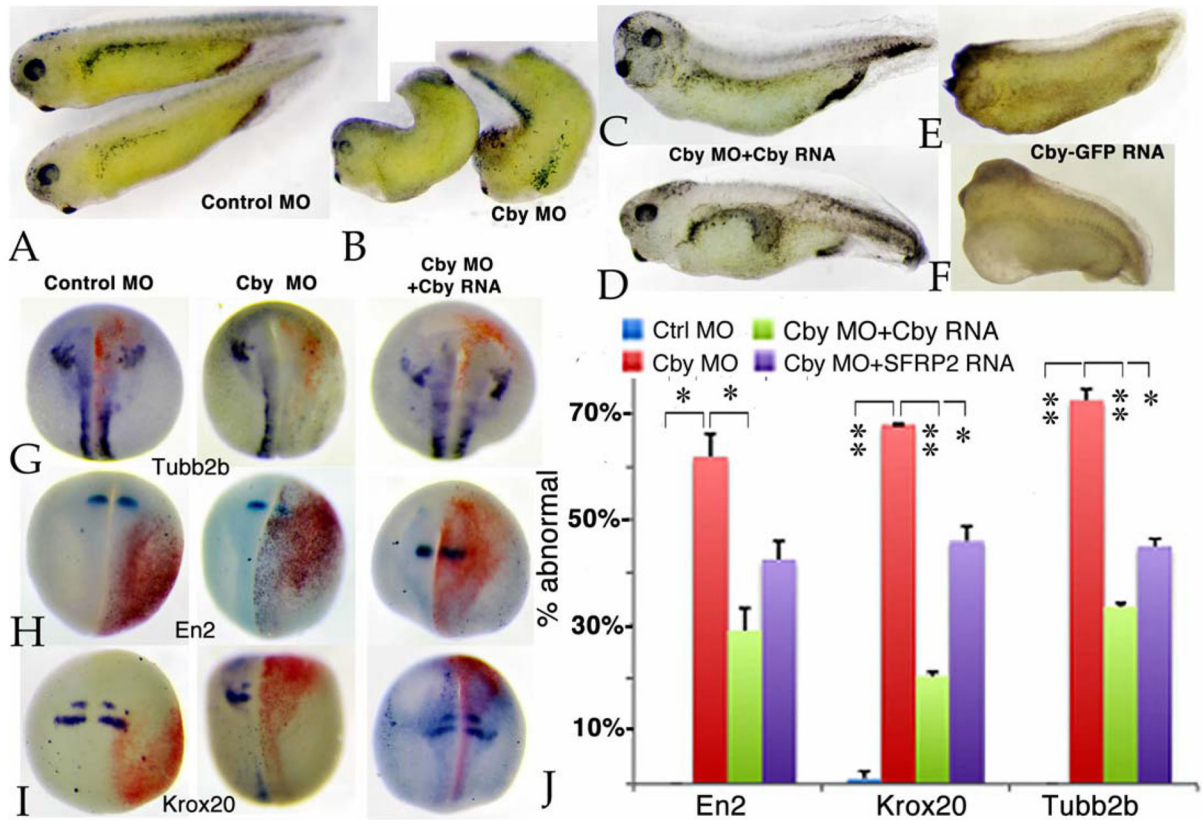 Control MO
A
Cby MO
B
C
Cby MO+Cby RNA
D
E
Cby-GFP RNA
F
Control MO
Cby MO
Cby MO
+Cby RNA
G
Tubb2b
H
En2
I
Krox20
J
Ctrl MO
Cby MO+Cby RNA
Cby MO
Cby MO+SFRP2 RNA
% abnormal
70%
50%
30%
10%
* *
** ** *
** ** *
En2
Krox20
Tubb2b